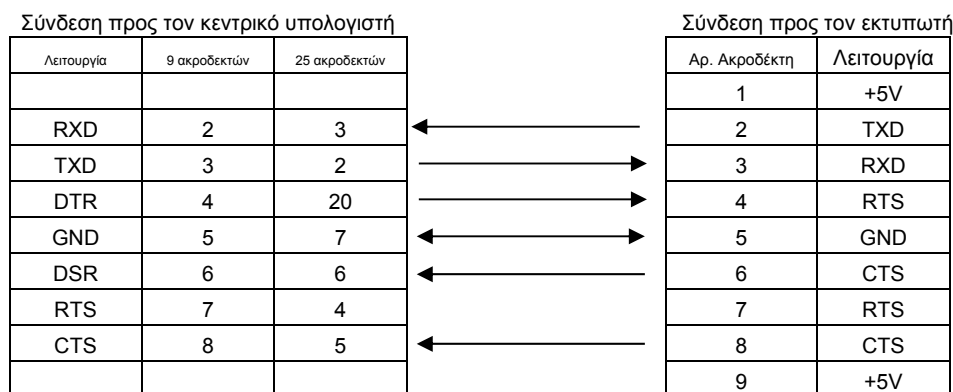 Σύνδεση προς τον κεντρικό υπολογιστή Σύνδεση προς τον εκτυπωτή
Λειτουργία 9 ακροδεκτών 25 ακροδεκτών Αρ. Ακροδέκτη Λειτουργία
1 +5V
RXD 2 3 2 TXD
TXD 3 2 3 RXD
DTR 4 20 4 RTS
GND 5 7 5 GND
DSR 6 6 6 CTS
RTS 7 4 7 RTS
CTS 8 5 8 CTS
9 +5V